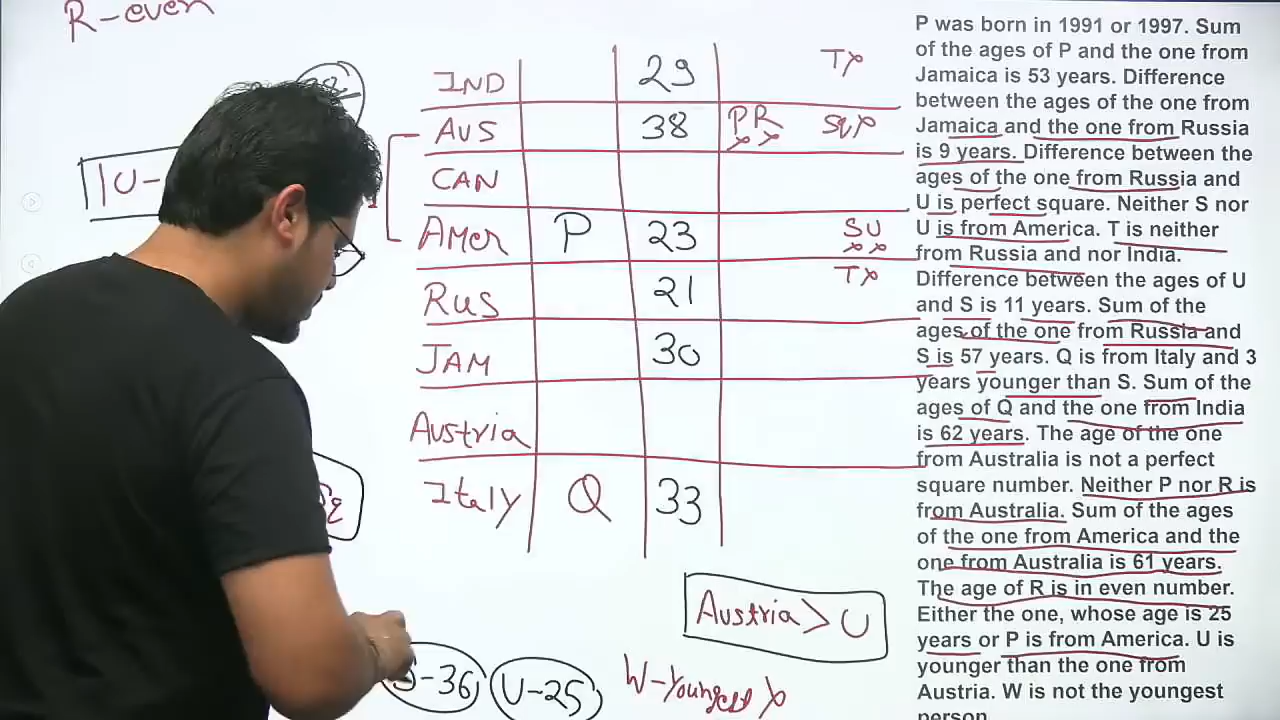 R-even
IND 29 Tx
AUS 38 PR xx Sqx
CAN
Amer P 23 SU xx
RUS 21 Tx
JAM 30
Austria
Italy Q 33
|U-
Sq
Austria > U
-36 U-25 W-Youngest x
P was born in 1991 or 1997. Sum
of the ages of P and the one from
Jamaica is 53 years. Difference
between the ages of the one from
Jamaica and the one from Russia
is 9 years. Difference between the
ages of the one from Russia and
U is perfect square. Neither S nor
U is from America. T is neither
from Russia and nor India.
Difference between the ages of U
and S is 11 years. Sum of the
ages of the one from Russia and
S is 57 years. Q is from Italy and 3
years younger than S. Sum of the
ages of Q and the one from India
is 62 years. The age of the one
from Australia is not a perfect
square number. Neither P nor R is
from Australia. Sum of the ages
of the one from America and the
one from Australia is 61 years.
The age of R is in even number.
Either the one, whose age is 25
years or P is from America. U is
younger than the one from
Austria. W is not the youngest
person.